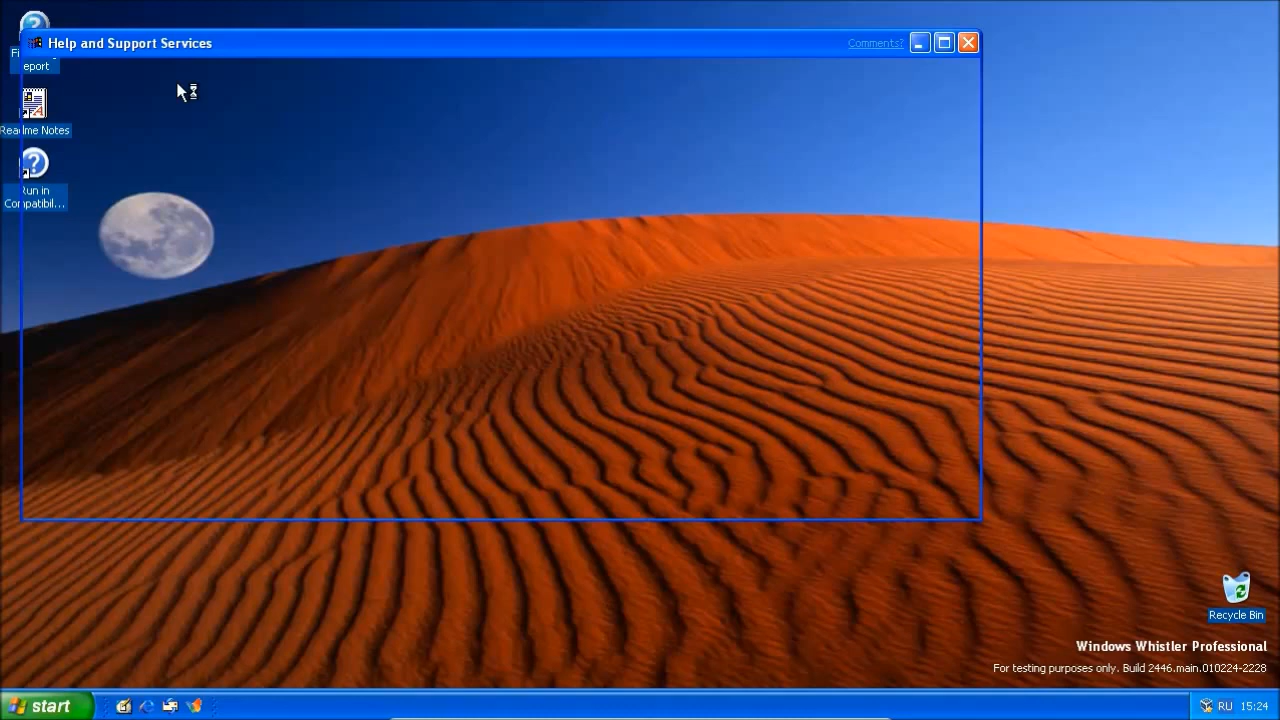 Help and Support Services
Comments?
eport
Readme Notes
Run in
Compatibil...
Recycle Bin
Windows Whistler Professional
For testing purposes only. Build 2446.main.010224-2228
start
RU 15:24